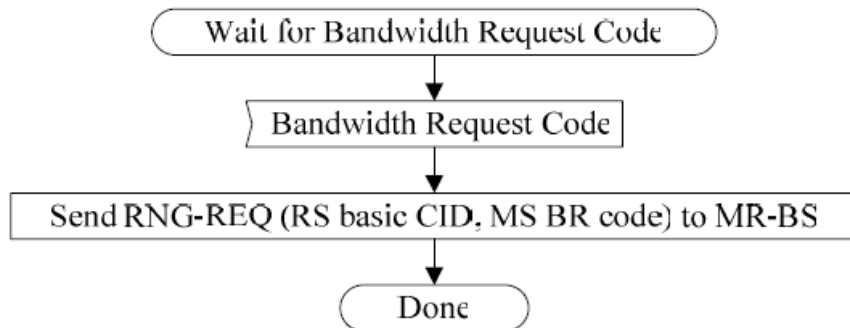 Wait for Bandwidth Request Code
Bandwidth Request Code
Send RNG-REQ (RS basic CID, MS BR code) to MR-BS
Done